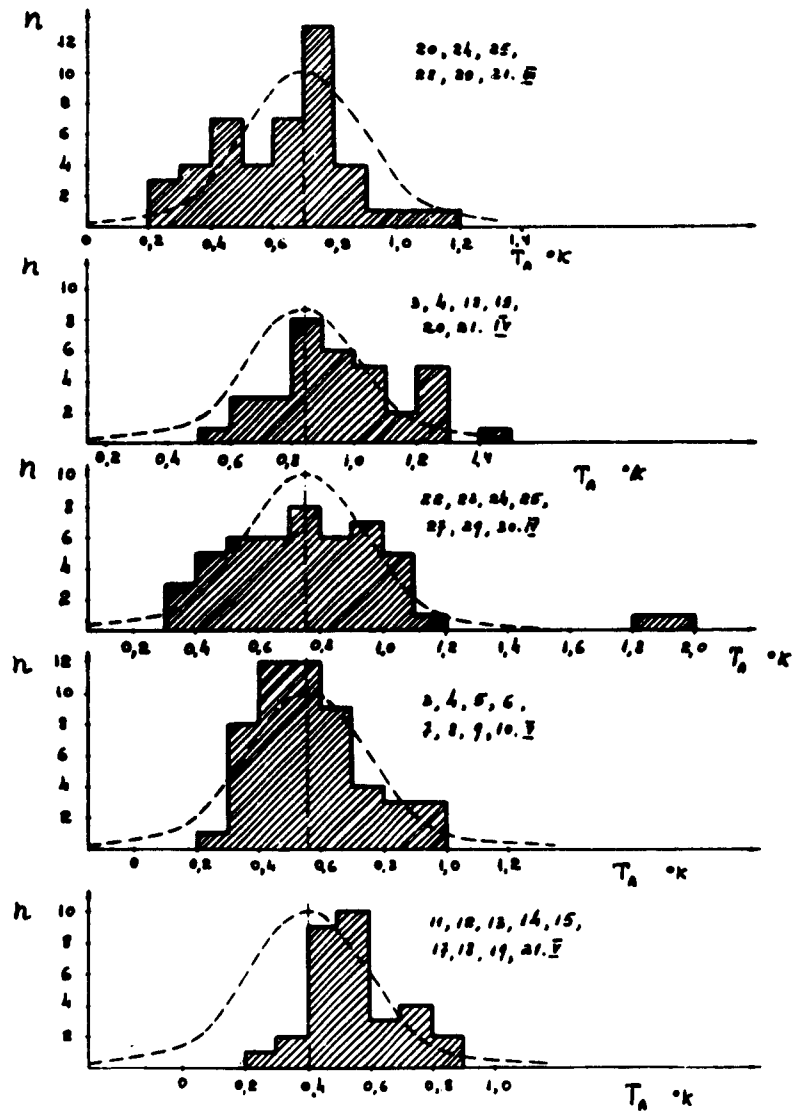 n
12
10
8
6
4
2
20, 24, 25,
28, 20, 21. III
0 0,2 0,4 0,6 0,8 1,0 1,2 1,4
T_A °K
n
10
8
6
4
2
3, 4, 18, 19,
20, 21. IV
0,2 0,4 0,6 0,8 1,0 1,2 1,4
T_A °K
n
10
8
6
4
2
22, 23, 24, 25,
27, 29, 30. IV
0,2 0,4 0,6 0,8 1,0 1,2 1,4 1,6 1,8 2,0
T_A °K
n
12
10
8
6
4
2
3, 4, 5, 6,
7, 8, 9, 10. V
0 0,2 0,4 0,6 0,8 1,0 1,2
T_A °K
n
10
8
6
4
2
11, 12, 13, 14, 15,
17, 18, 19, 21. V
0 0,2 0,4 0,6 0,8 1,0
T_A °K